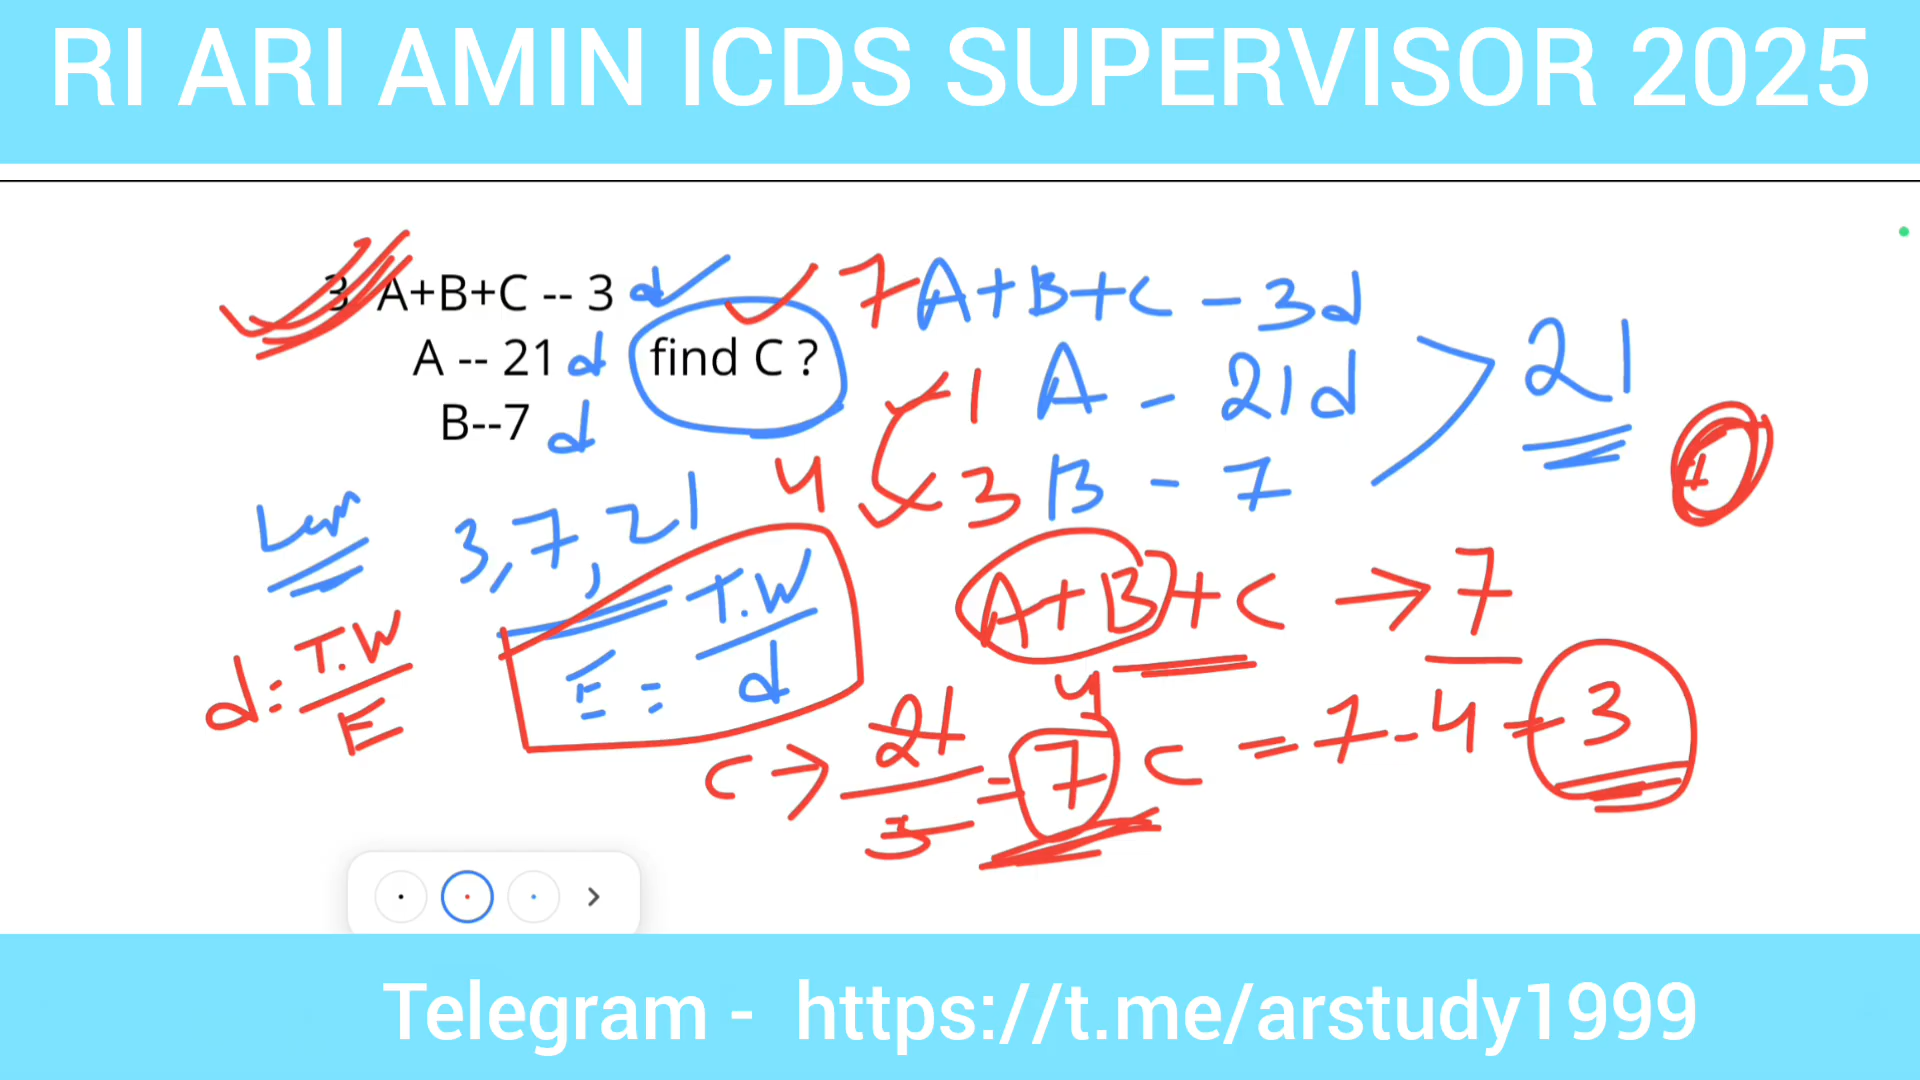 RI ARI AMIN ICDS SUPERVISOR 2025
3 A+B+C -- 3 d
A -- 21 d find C ?
B--7 d
7 A+B+C - 3d
1 A - 21d
3 B - 7
21
4
Lcm 3, 7, 21
d = T.W / E
E = T.W / d
A+B+C → 7
4
C = 7 - 4 = 3
C → 21 / 3 = 7
Telegram - https://t.me/arstudy1999